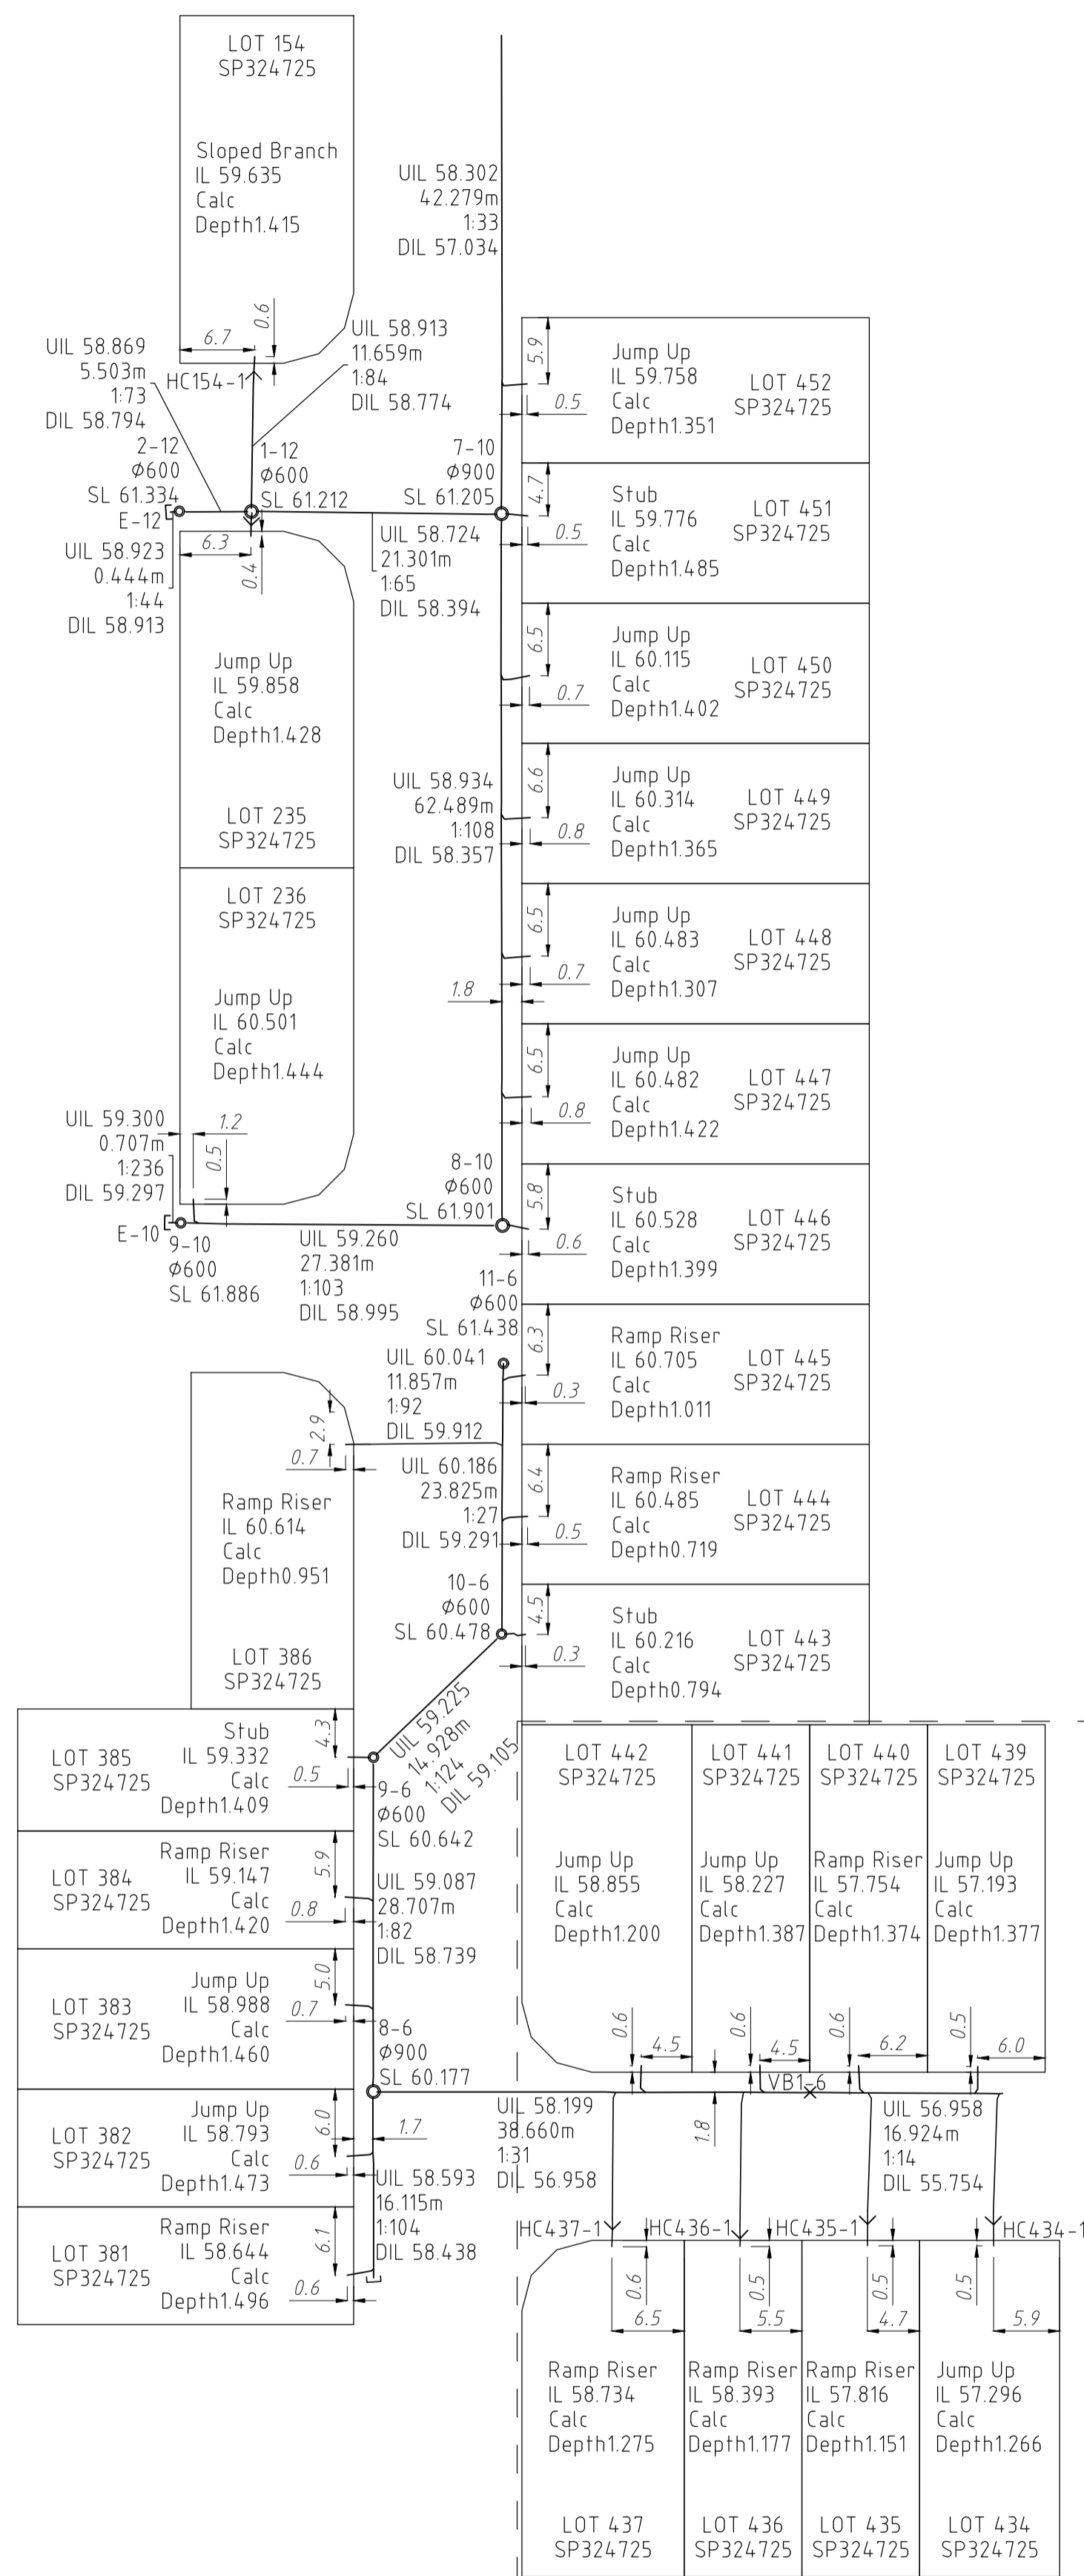 LOT 154
SP324725
Sloped Branch
IL 59.635
Calc
Depth1.415
UIL 58.302
42.279m
1:33
DIL 57.034
6.7
0.6
HC154-1
UIL 58.869
5.503m
1:73
DIL 58.794
UIL 58.913
11.659m
1:84
DIL 58.774
2-12
Ø600
SL 61.334
1-12
Ø600
SL 61.212
7-10
Ø900
SL 61.205
E-12
UIL 58.923
0.444m
1:44
DIL 58.913
6.3
0.4
UIL 58.724
21.301m
1:65
DIL 58.394
5.9
0.5
Jump Up
IL 59.758
Calc
Depth1.351
LOT 452
SP324725
4.7
0.5
Stub
IL 59.776
Calc
Depth1.485
LOT 451
SP324725
6.5
0.7
Jump Up
IL 60.115
Calc
Depth1.402
LOT 450
SP324725
Jump Up
IL 59.858
Calc
Depth1.428
LOT 235
SP324725
UIL 58.934
62.489m
1:108
DIL 58.357
6.6
0.8
Jump Up
IL 60.314
Calc
Depth1.365
LOT 449
SP324725
LOT 236
SP324725
Jump Up
IL 60.501
Calc
Depth1.444
6.5
0.7
1.8
Jump Up
IL 60.483
Calc
Depth1.307
LOT 448
SP324725
6.5
0.8
Jump Up
IL 60.482
Calc
Depth1.422
LOT 447
SP324725
UIL 59.300
0.707m
1:236
DIL 59.297
1.2
0.5
E-10
9-10
Ø600
SL 61.886
8-10
Ø600
SL 61.901
UIL 59.260
27.381m
1:103
DIL 58.995
5.8
0.6
Stub
IL 60.528
Calc
Depth1.399
LOT 446
SP324725
11-6
Ø600
SL 61.438
UIL 60.041
11.857m
1:92
DIL 59.912
6.3
0.3
Ramp Riser
IL 60.705
Calc
Depth1.011
LOT 445
SP324725
2.9
0.7
Ramp Riser
IL 60.614
Calc
Depth0.951
LOT 386
SP324725
UIL 60.186
23.825m
1:27
DIL 59.291
6.4
0.5
Ramp Riser
IL 60.485
Calc
Depth0.719
LOT 444
SP324725
10-6
Ø600
SL 60.478
4.5
0.3
Stub
IL 60.216
Calc
Depth0.794
LOT 443
SP324725
UIL 59.225
14.928m
1:124
DIL 59.105
LOT 385
SP324725
Stub
IL 59.332
Calc
Depth1.409
4.3
0.5
9-6
Ø600
SL 60.642
LOT 384
SP324725
Ramp Riser
IL 59.147
Calc
Depth1.420
5.9
0.8
UIL 59.087
28.707m
1:82
DIL 58.739
LOT 383
SP324725
Jump Up
IL 58.988
Calc
Depth1.460
5.0
0.7
8-6
Ø900
SL 60.177
LOT 382
SP324725
Jump Up
IL 58.793
Calc
Depth1.473
6.0
0.6
1.7
UIL 58.593
16.115m
1:104
DIL 58.438
LOT 381
SP324725
Ramp Riser
IL 58.644
Calc
Depth1.496
6.1
0.6
LOT 442
SP324725
Jump Up
IL 58.855
Calc
Depth1.200
LOT 441
SP324725
Jump Up
IL 58.227
Calc
Depth1.387
LOT 440
SP324725
Ramp Riser
IL 57.754
Calc
Depth1.374
LOT 439
SP324725
Jump Up
IL 57.193
Calc
Depth1.377
0.6
4.5
0.6
4.5
0.6
6.2
0.5
6.0
VB1-6
1.8
UIL 58.199
38.660m
1:31
DIL 56.958
UIL 56.958
16.924m
1:14
DIL 55.754
HC437-1
HC436-1
HC435-1
HC434-1
0.6
6.5
0.5
5.5
0.5
4.7
0.5
5.9
Ramp Riser
IL 58.734
Calc
Depth1.275
LOT 437
SP324725
Ramp Riser
IL 58.393
Calc
Depth1.177
LOT 436
SP324725
Ramp Riser
IL 57.816
Calc
Depth1.151
LOT 435
SP324725
Jump Up
IL 57.296
Calc
Depth1.266
LOT 434
SP324725